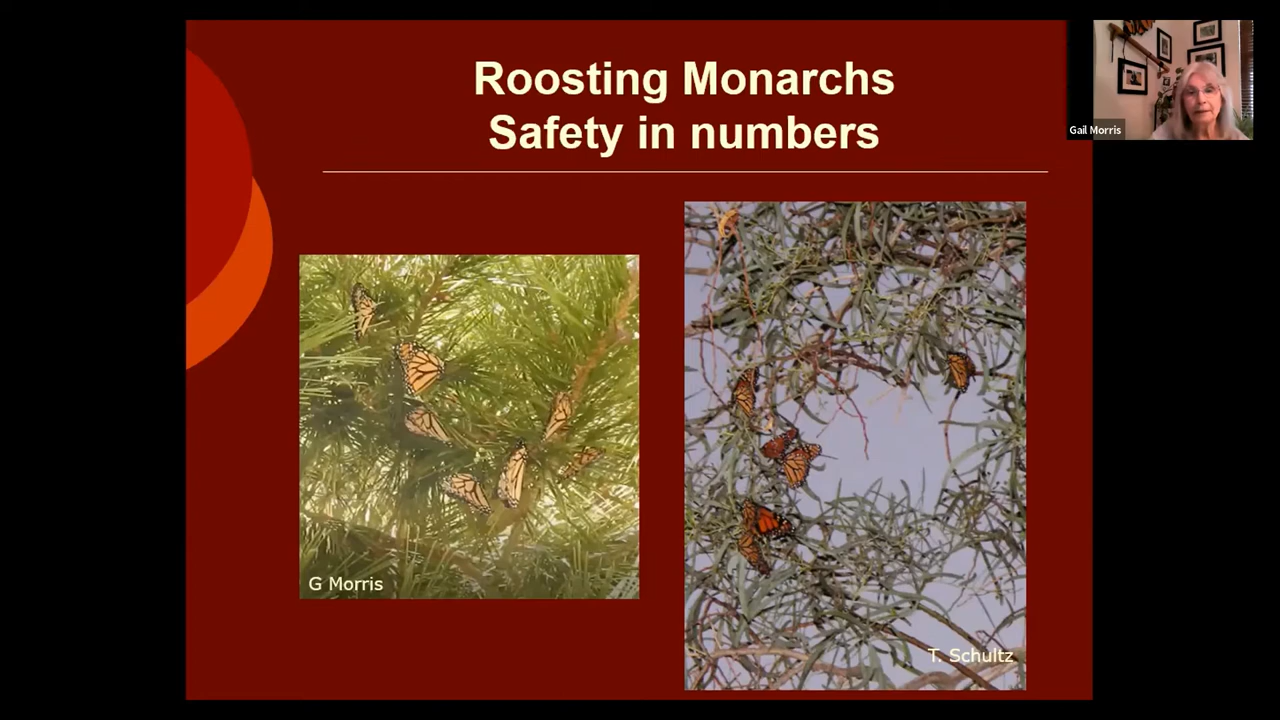 Roosting Monarchs
Safety in numbers
Gail Morris
G Morris
T. Schultz